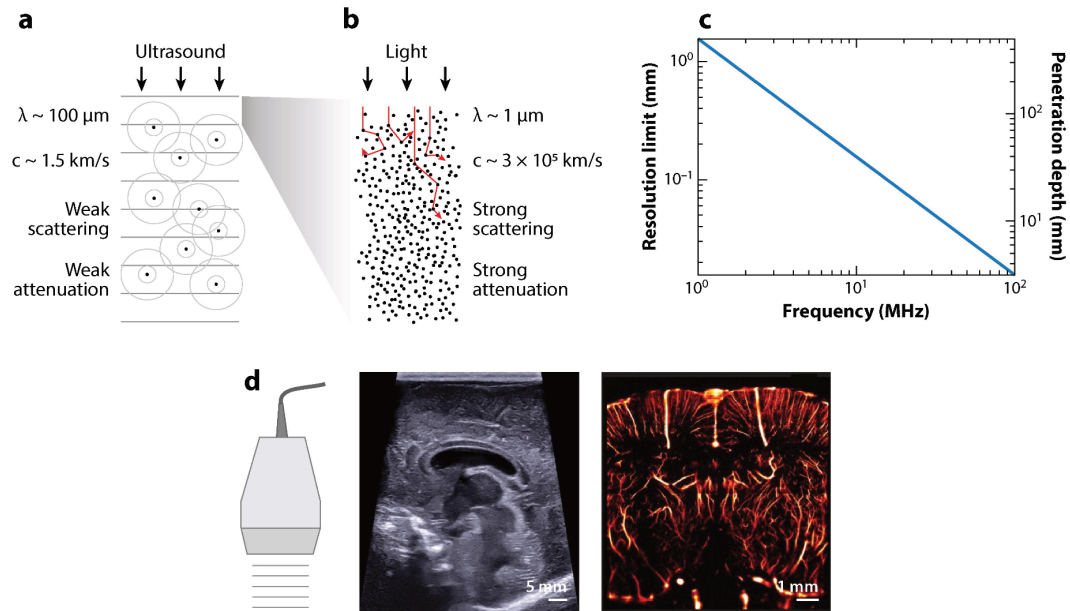 a
Ultrasound
λ ~ 100 μm
c ~ 1.5 km/s
Weak
scattering
Weak
attenuation
b
Light
λ ~ 1 μm
c ~ 3 × 10⁵ km/s
Strong
scattering
Strong
attenuation
c
Resolution limit (mm)
10⁰
10⁻¹
Penetration depth (mm)
10²
10¹
10⁰
10¹
10²
Frequency (MHz)
d
5 mm
1 mm